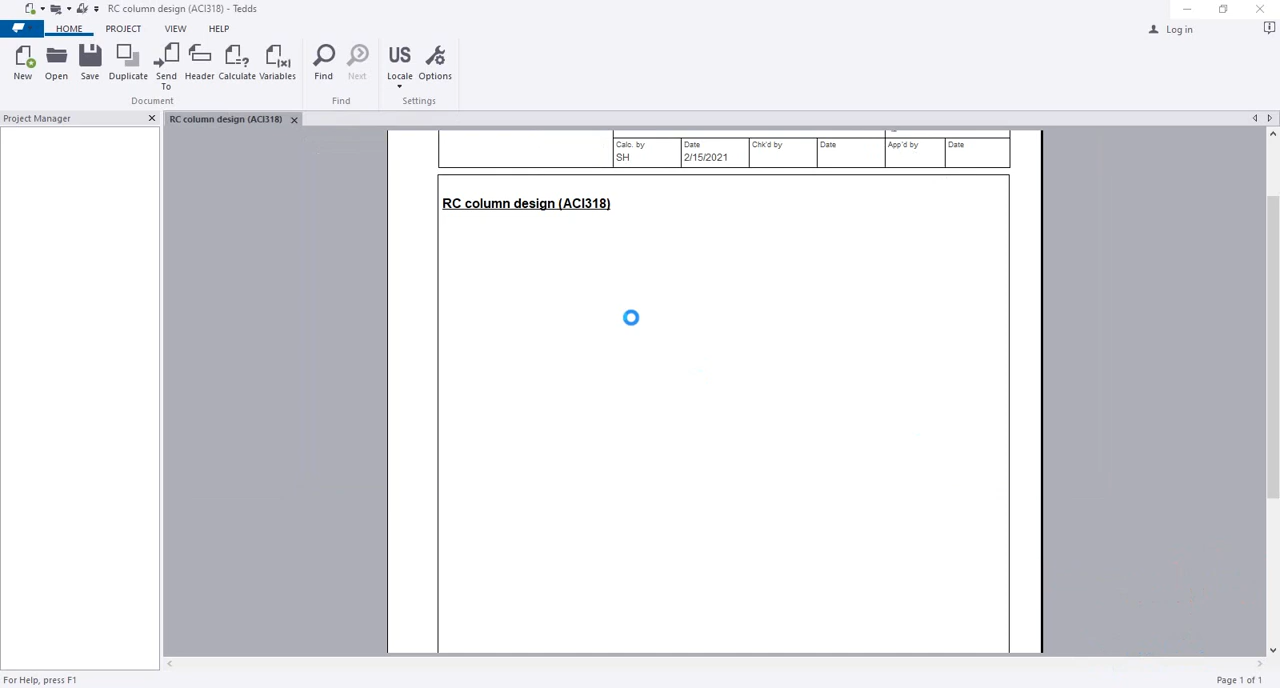 RC column design (ACI318) - Tedds
HOME PROJECT VIEW HELP
Log in
New Open Save Duplicate Send To Header Calculate Variables Find Next US Locale Options
Document Find Settings
Project Manager
RC column design (ACI318)
Calc. by Date Chk'd by Date App'd by Date
SH 2/15/2021
RC column design (ACI318)
For Help, press F1
Page 1 of 1